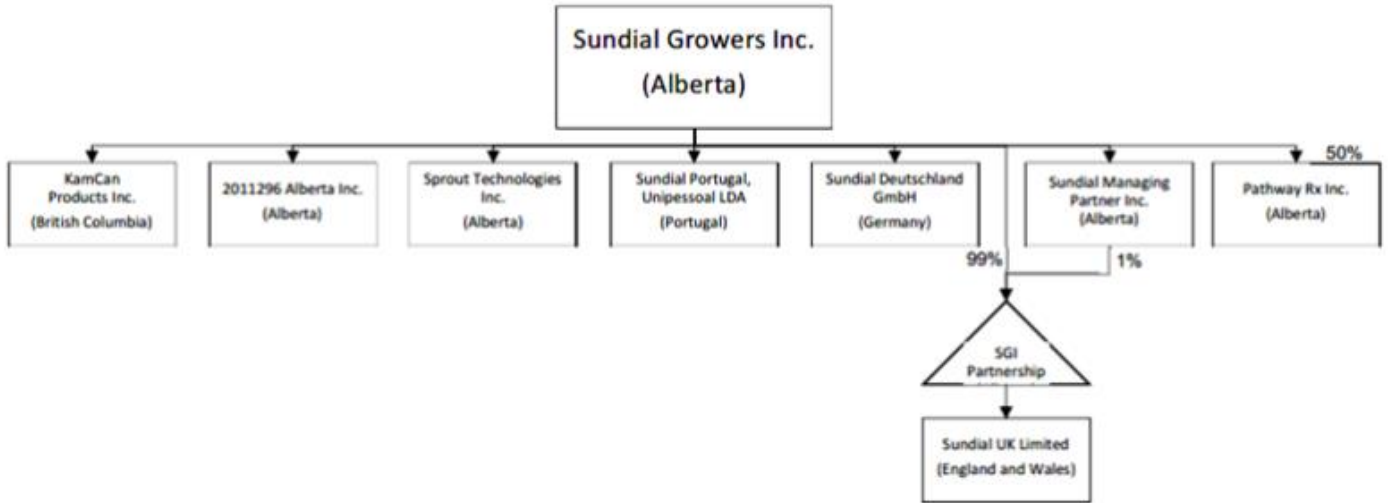 Sundial Growers Inc.
(Alberta)
50%
KamCan
Products Inc.
(British Columbia)
2011296 Alberta Inc.
(Alberta)
Sprout Technologies
Inc.
(Alberta)
Sundial Portugal,
Unipessoal LDA
(Portugal)
Sundial Deutschland
GmbH
(Germany)
Sundial Managing
Partner Inc.
(Alberta)
Pathway Rx Inc.
(Alberta)
99%
1%
SGI
Partnership
Sundial UK Limited
(England and Wales)